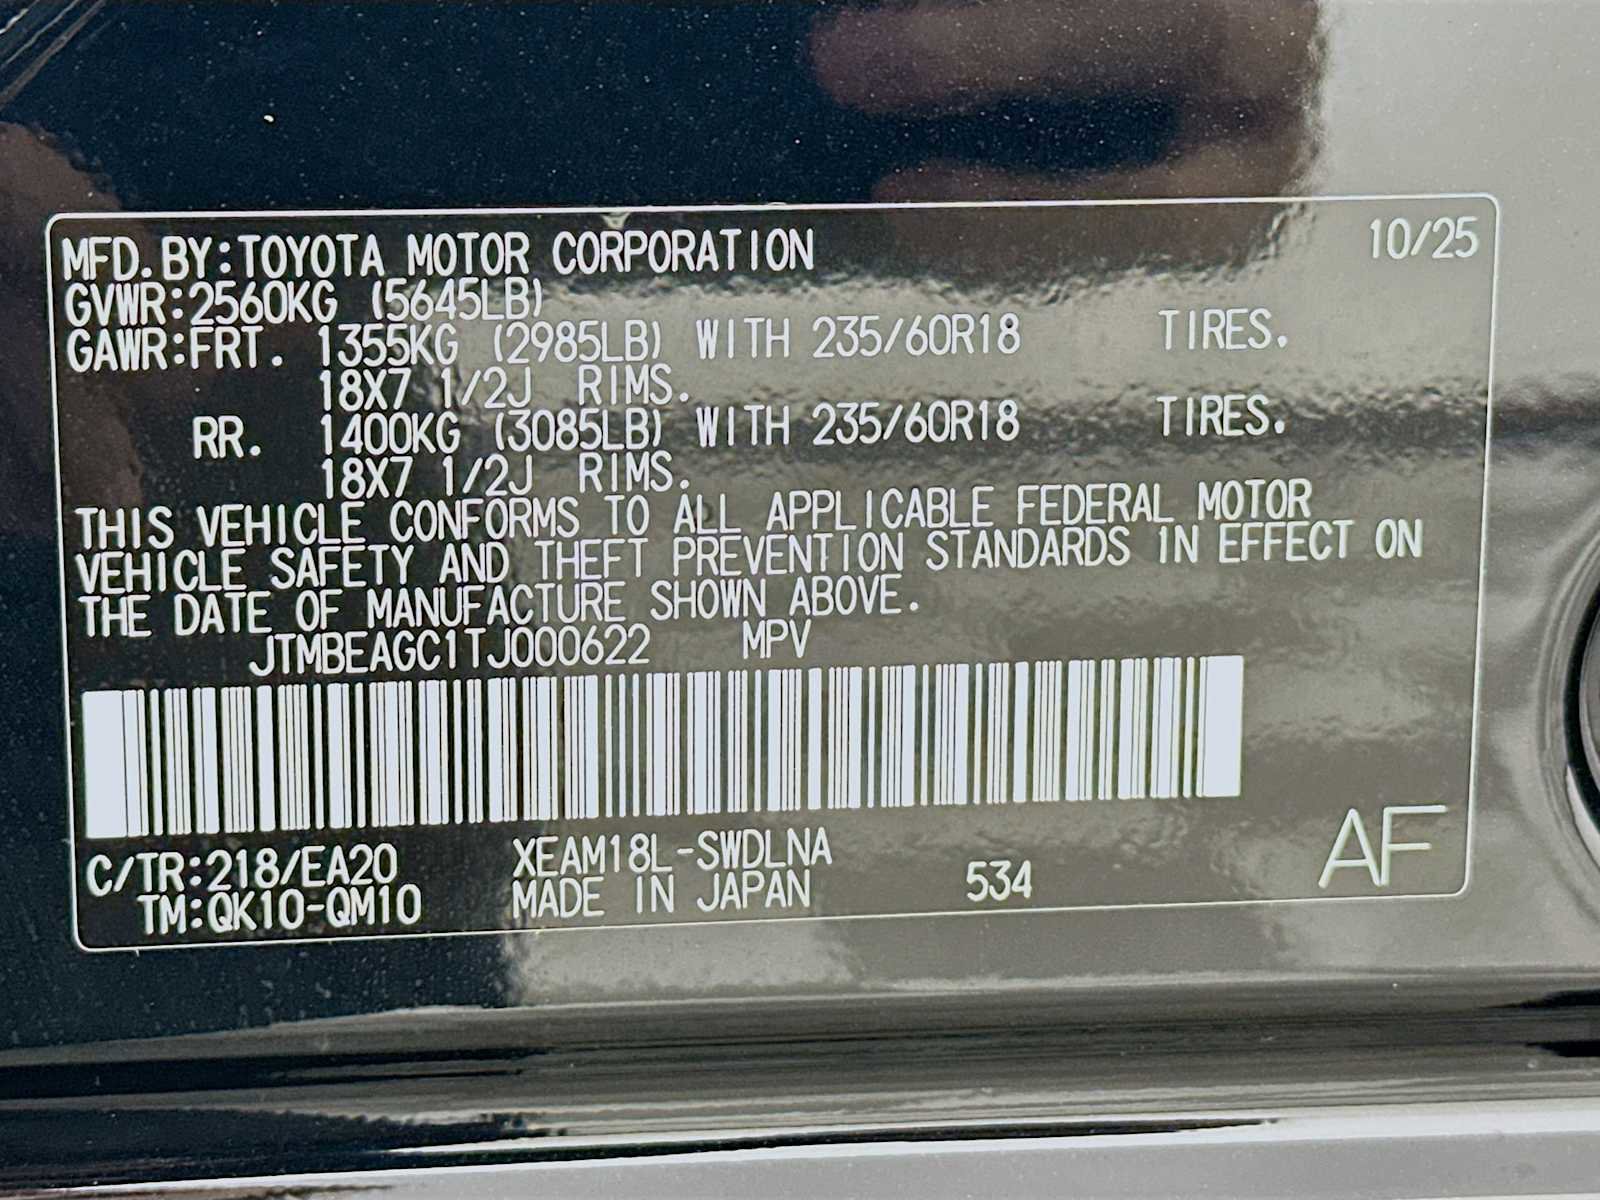 MFD.BY:TOYOTA MOTOR CORPORATION 10/25
GVWR:2560KG (5645LB)
GAWR:FRT. 1355KG (2985LB) WITH 235/60R18 TIRES.
18X7 1/2J RIMS.
RR. 1400KG (3085LB) WITH 235/60R18 TIRES.
18X7 1/2J RIMS.
THIS VEHICLE CONFORMS TO ALL APPLICABLE FEDERAL MOTOR
VEHICLE SAFETY AND THEFT PREVENTION STANDARDS IN EFFECT ON
THE DATE OF MANUFACTURE SHOWN ABOVE.
JTMBEAGC1TJ000622 MPV
C/TR:218/EA20 XEAM18L-SWDLNA
TM:QK10-QM10 MADE IN JAPAN 534 AF